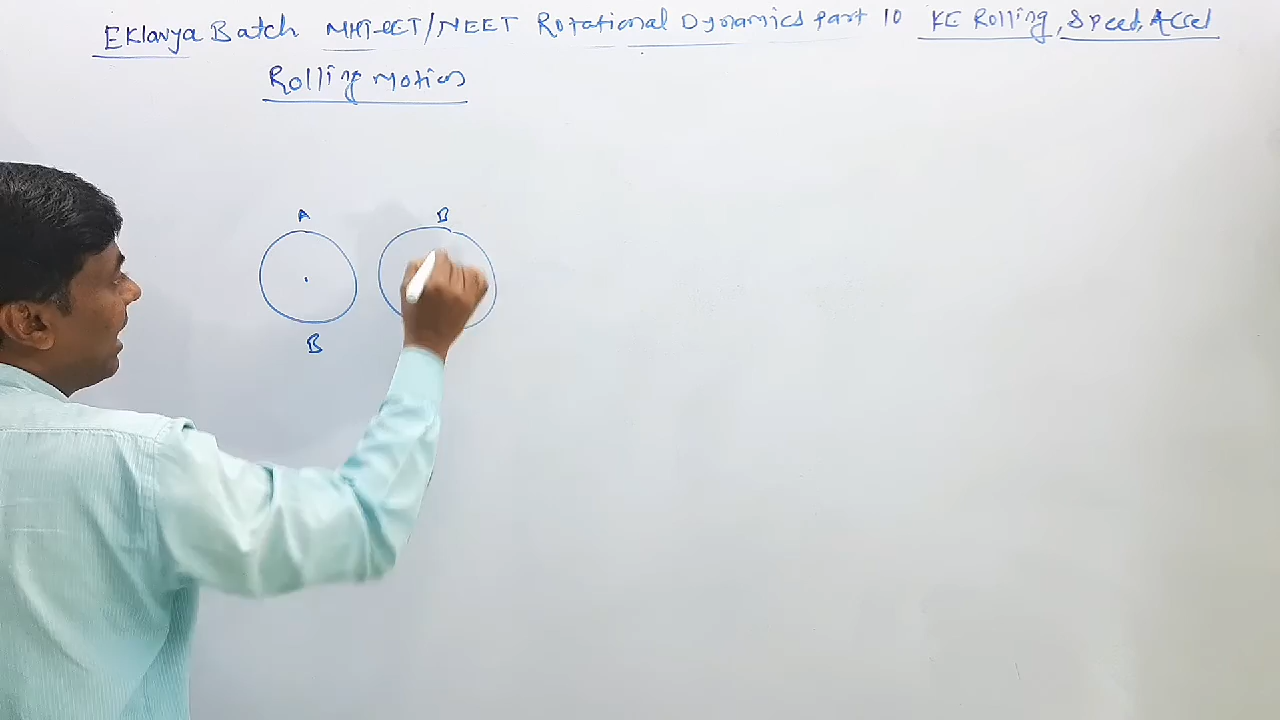 Eklavya Batch MHT-CET/NEET Rotational Dynamics part 10 KE Rolling, Speed, Accel
Rolling Motion
A B
B